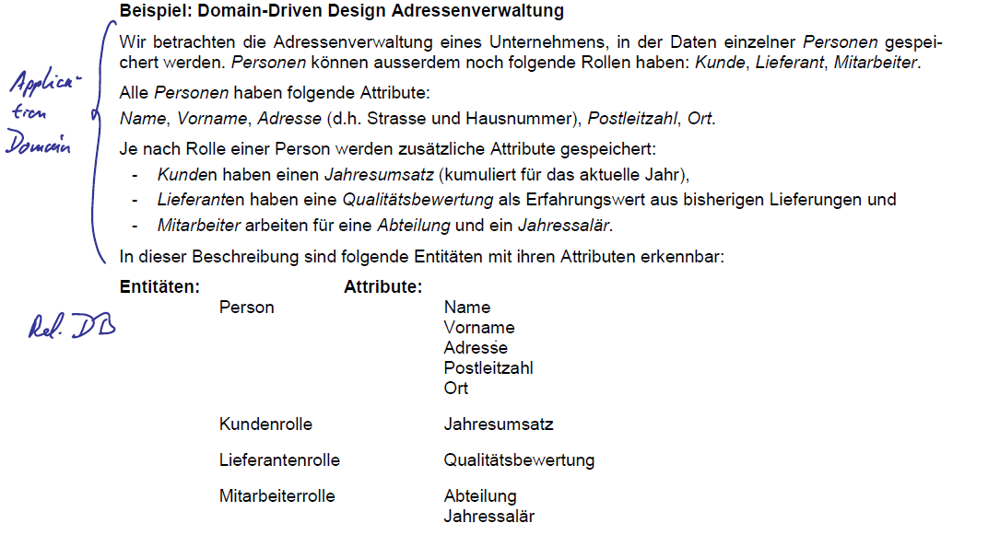 Beispiel: Domain-Driven Design Adressenverwaltung
Wir betrachten die Adressenverwaltung eines Unternehmens, in der Daten einzelner Personen gespei-
chert werden. Personen können ausserdem noch folgende Rollen haben: Kunde, Lieferant, Mitarbeiter.
Applica-
tion
Domain
Alle Personen haben folgende Attribute:
Name, Vorname, Adresse (d.h. Strasse und Hausnummer), Postleitzahl, Ort.
Je nach Rolle einer Person werden zusätzliche Attribute gespeichert:
- Kunden haben einen Jahresumsatz (kumuliert für das aktuelle Jahr),
- Lieferanten haben eine Qualitätsbewertung als Erfahrungswert aus bisherigen Lieferungen und
- Mitarbeiter arbeiten für eine Abteilung und ein Jahressalär.
In dieser Beschreibung sind folgende Entitäten mit ihren Attributen erkennbar:
Entitäten: Attribute:
Rel. DB
Person Name
Vorname
Adresse
Postleitzahl
Ort
Kundenrolle Jahresumsatz
Lieferantenrolle Qualitätsbewertung
Mitarbeiterrolle Abteilung
Jahressalär